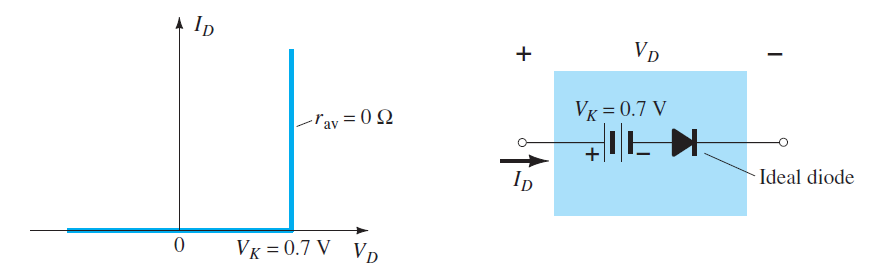 I_D
r_av = 0 Ω
0
V_K = 0.7 V
V_D
+
V_D
−
V_K = 0.7 V
+
−
I_D
Ideal diode